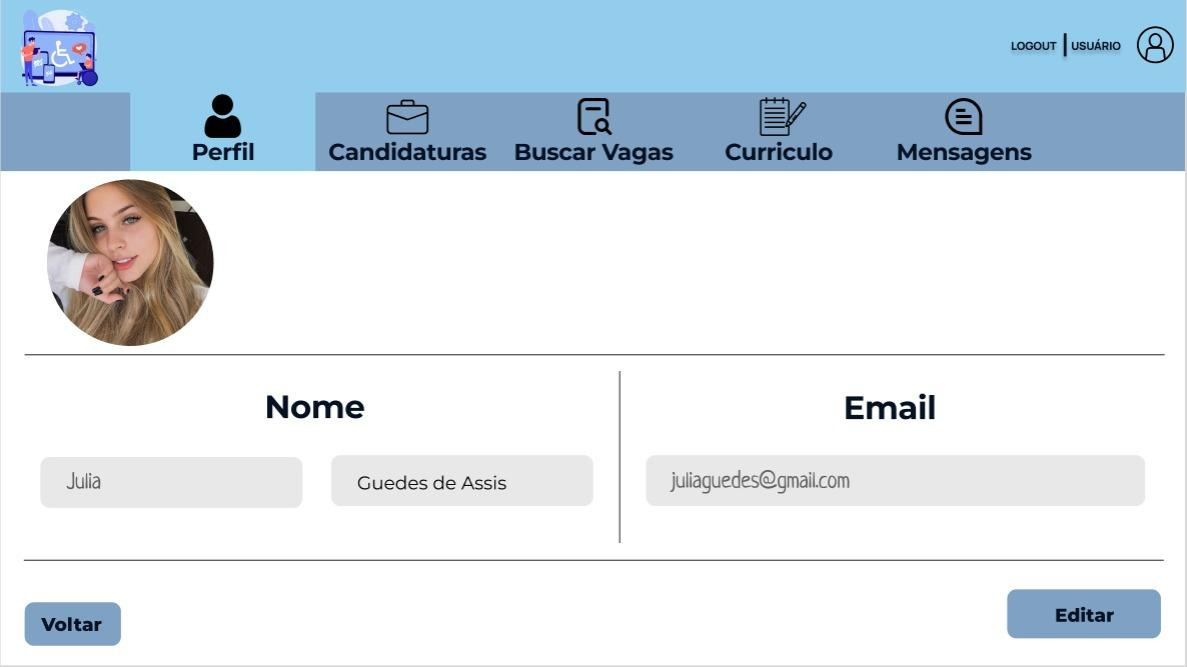 LOGOUT USUÁRIO
Perfil Candidaturas Buscar Vagas Curriculo Mensagens
Nome Email
Julia Guedes de Assis juliaguedes@gmail.com
Voltar Editar